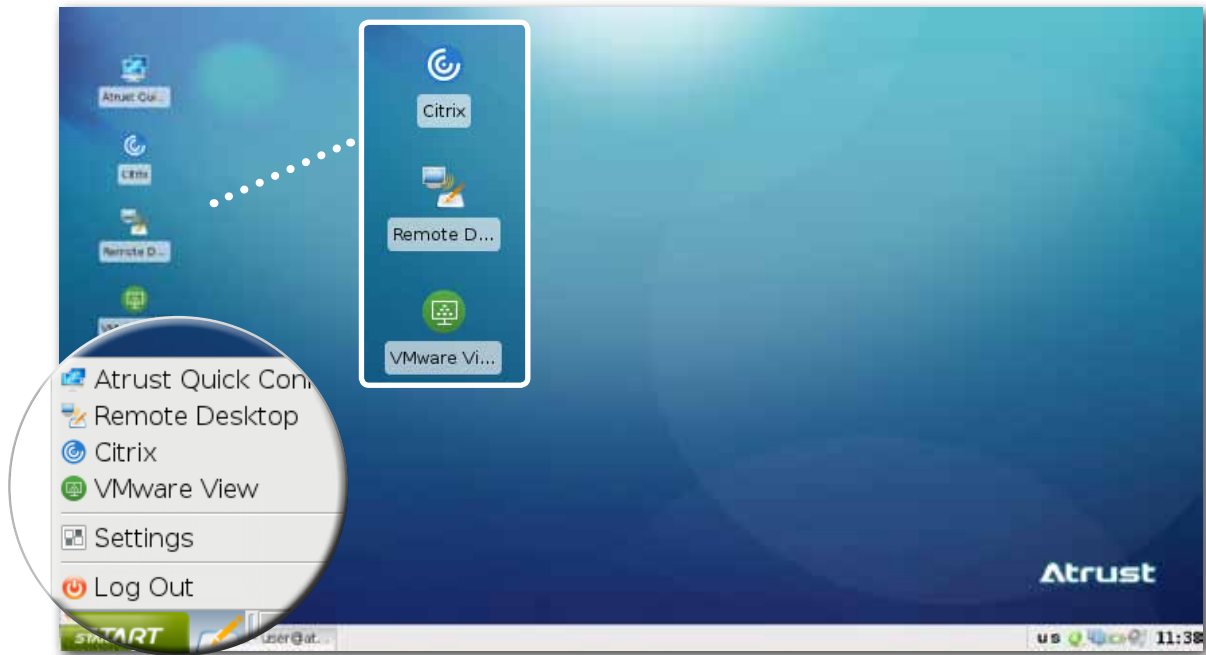 Atrust Qui...
Citrix
Remote D...
Citrix
Remote D...
VMware Vi...
Atrust Quick Con
Remote Desktop
Citrix
VMware View
Settings
Log Out
Atrust
START
user@at...
us
11:38